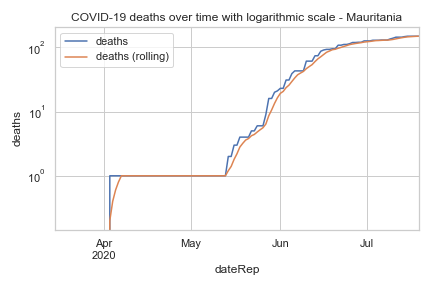 COVID-19 deaths over time with logarithmic scale - Mauritania
deaths
deaths (rolling)
deaths
10²
10¹
10⁰
Apr
2020
May
Jun
Jul
dateRep